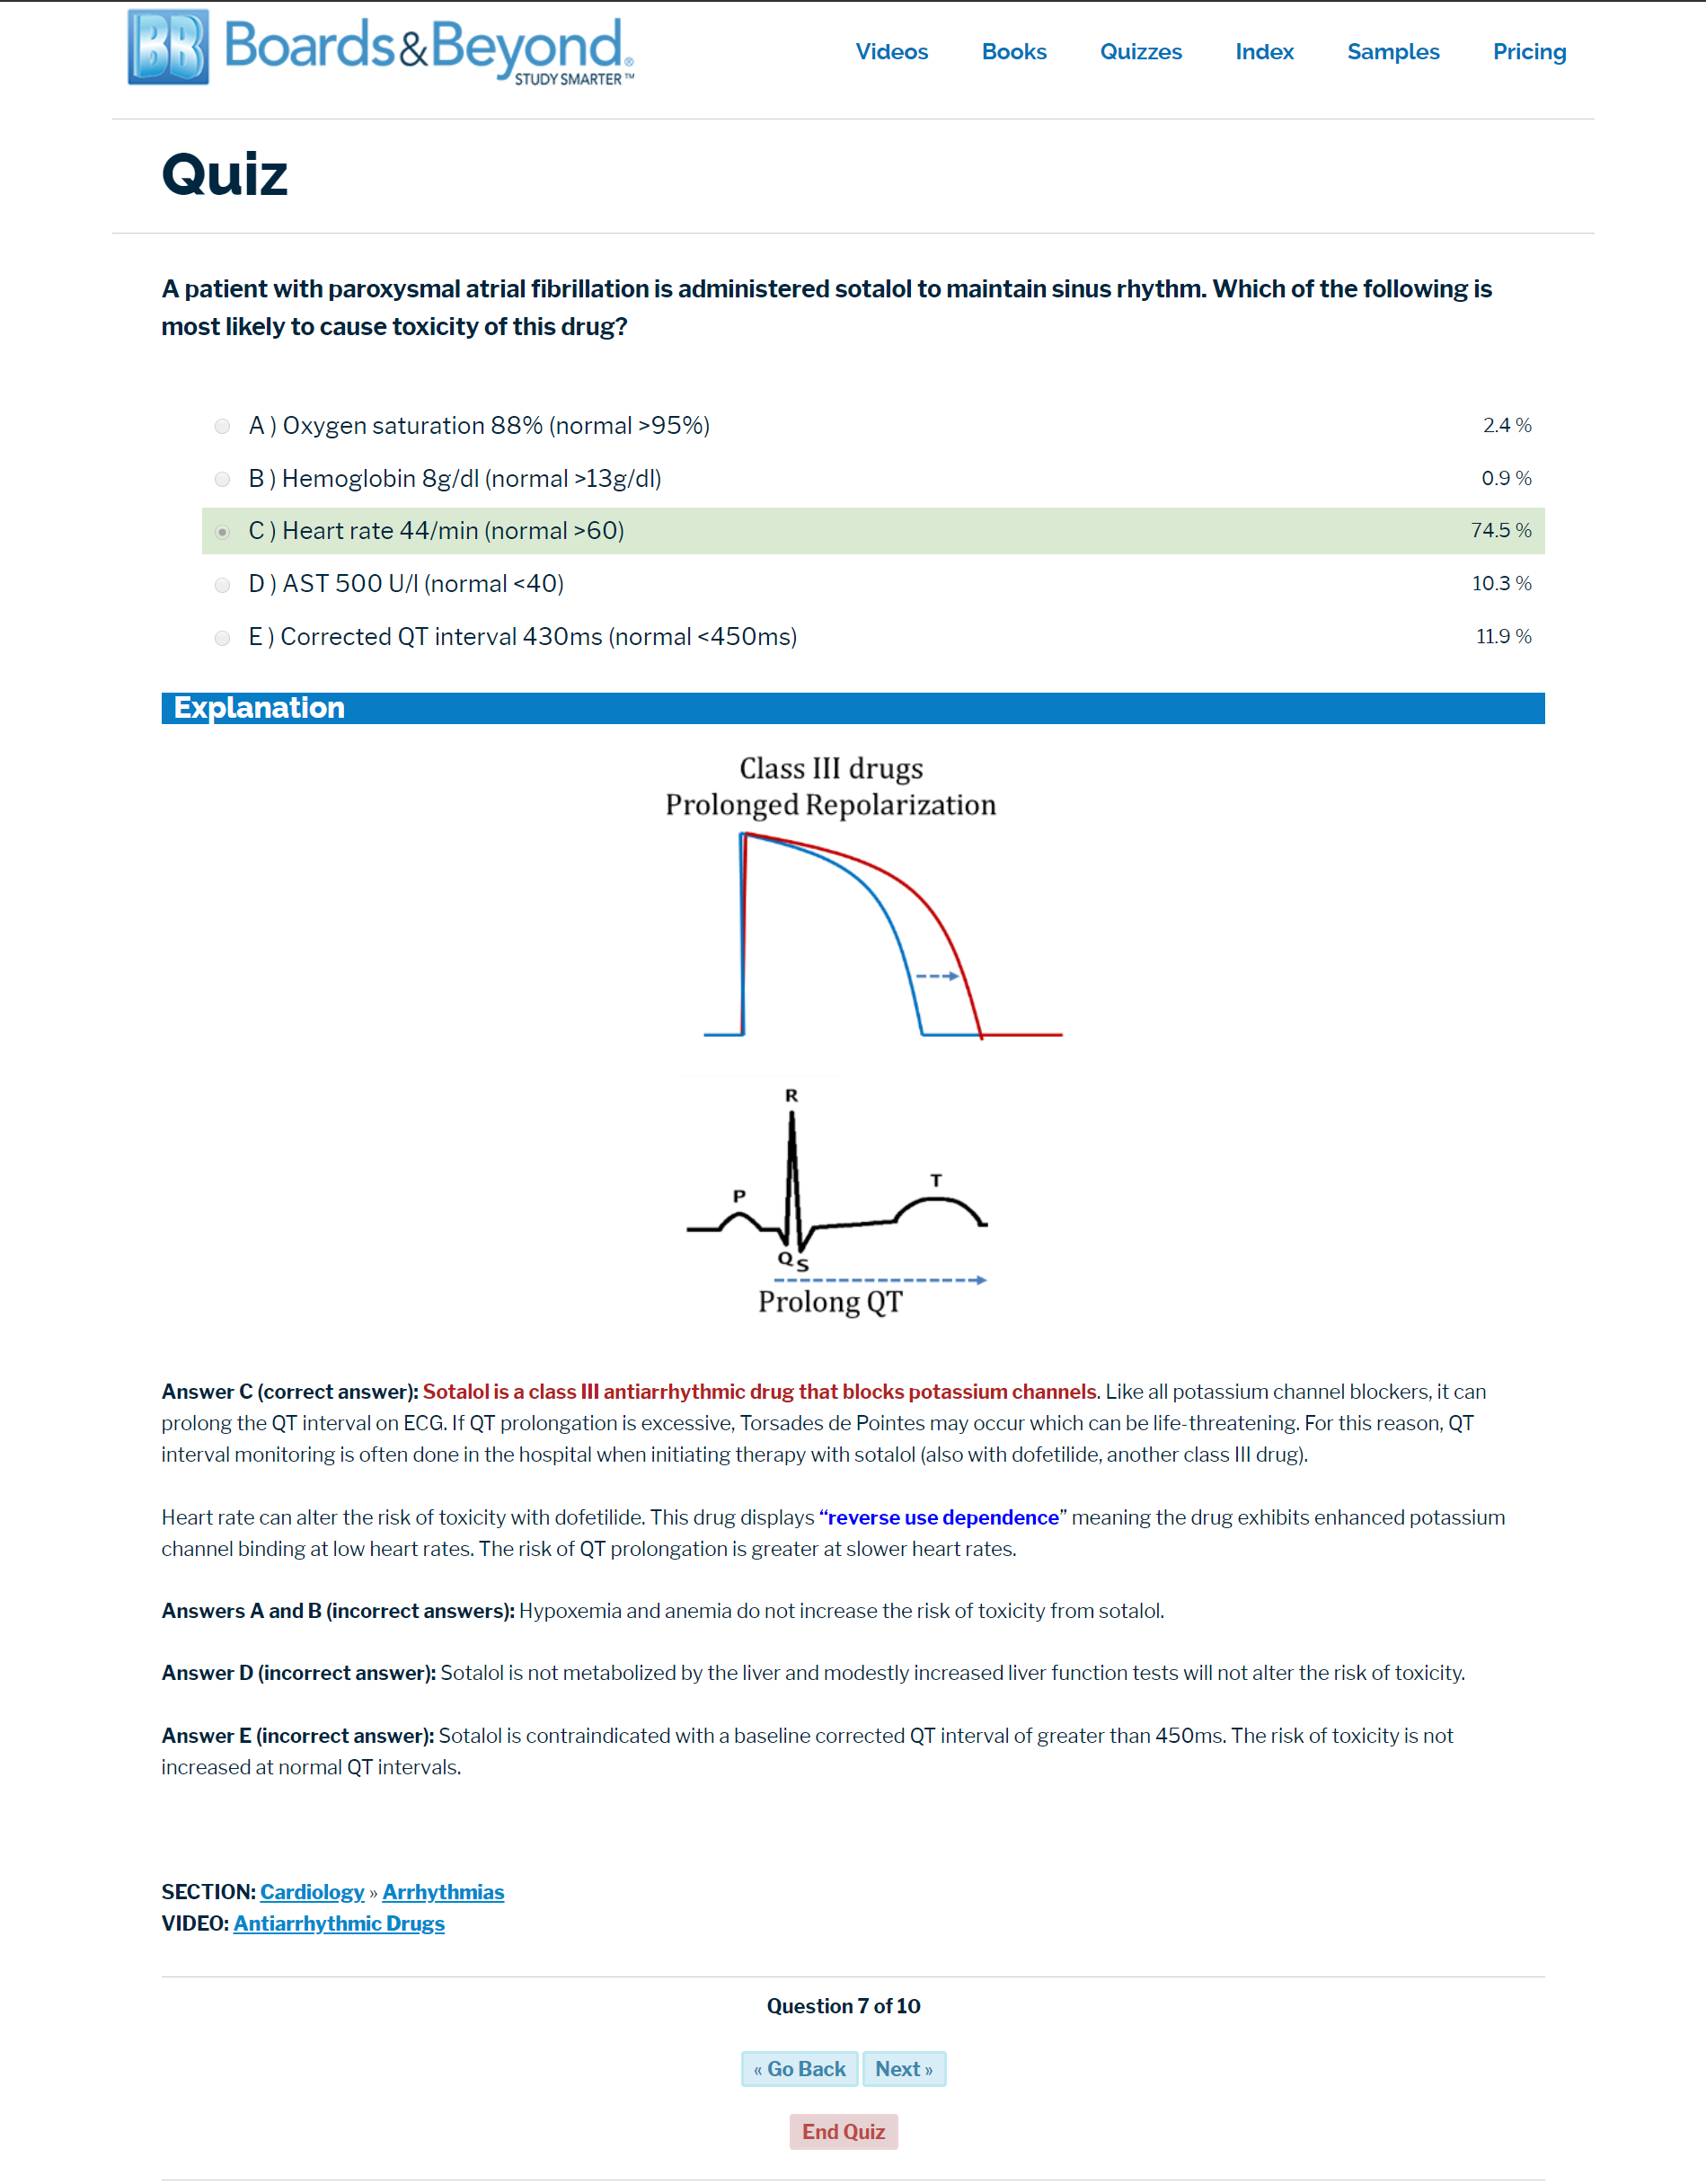 BB Boards&Beyond®
STUDY SMARTER™
Videos Books Quizzes Index Samples Pricing
Quiz
A patient with paroxysmal atrial fibrillation is administered sotalol to maintain sinus rhythm. Which of the following is
most likely to cause toxicity of this drug?
A ) Oxygen saturation 88% (normal >95%) 2.4 %
B ) Hemoglobin 8g/dl (normal >13g/dl) 0.9 %
C ) Heart rate 44/min (normal >60) 74.5 %
D ) AST 500 U/l (normal <40) 10.3 %
E ) Corrected QT interval 430ms (normal <450ms) 11.9 %
Explanation
Class III drugs
Prolonged Repolarization
R
T
P
Q S
Prolong QT
Answer C (correct answer): Sotalol is a class III antiarrhythmic drug that blocks potassium channels. Like all potassium channel blockers, it can
prolong the QT interval on ECG. If QT prolongation is excessive, Torsades de Pointes may occur which can be life-threatening. For this reason, QT
interval monitoring is often done in the hospital when initiating therapy with sotalol (also with dofetilide, another class III drug).
Heart rate can alter the risk of toxicity with dofetilide. This drug displays “reverse use dependence” meaning the drug exhibits enhanced potassium
channel binding at low heart rates. The risk of QT prolongation is greater at slower heart rates.
Answers A and B (incorrect answers): Hypoxemia and anemia do not increase the risk of toxicity from sotalol.
Answer D (incorrect answer): Sotalol is not metabolized by the liver and modestly increased liver function tests will not alter the risk of toxicity.
Answer E (incorrect answer): Sotalol is contraindicated with a baseline corrected QT interval of greater than 450ms. The risk of toxicity is not
increased at normal QT intervals.
SECTION: Cardiology » Arrhythmias
VIDEO: Antiarrhythmic Drugs
Question 7 of 10
« Go Back Next »
End Quiz